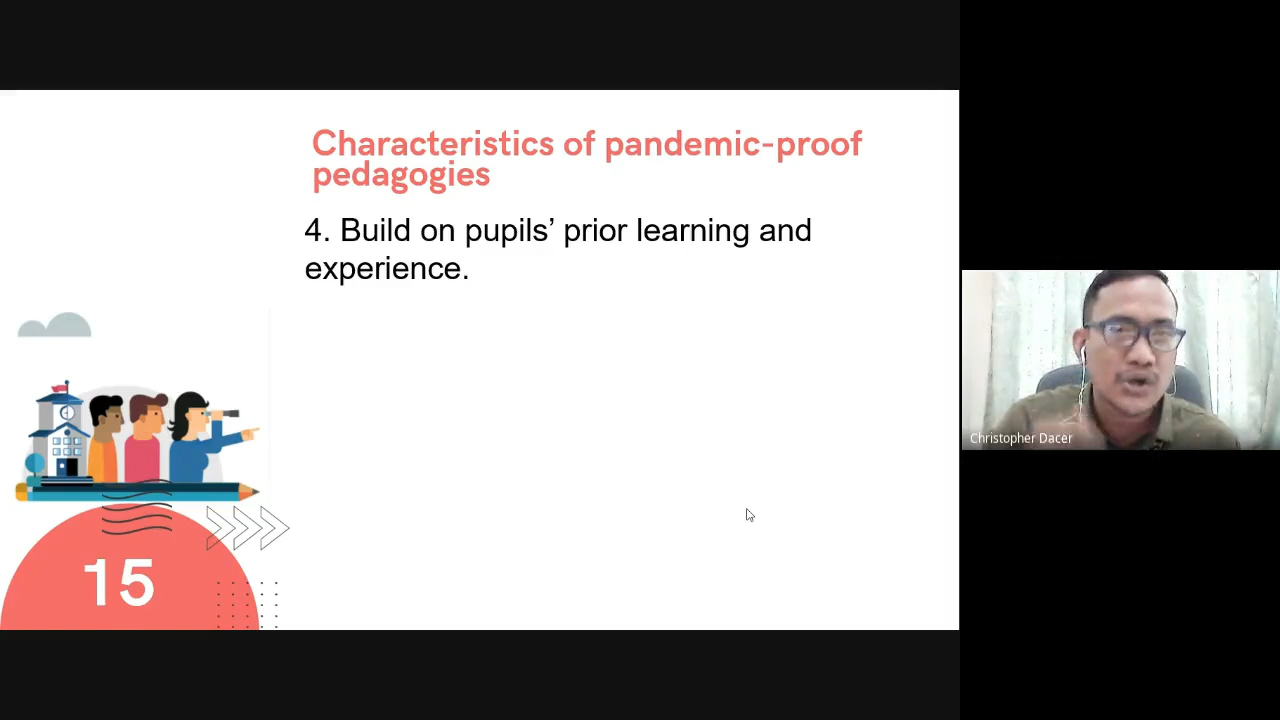 Characteristics of pandemic-proof
pedagogies
4. Build on pupils’ prior learning and
experience.
15
Christopher Dacer